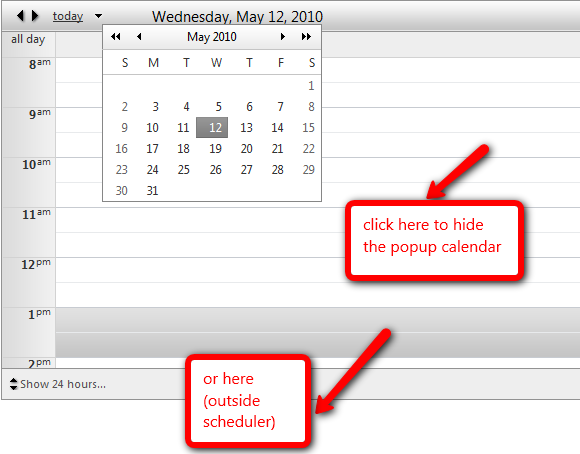 today Wednesday, May 12, 2010
all day
May 2010
S M T W T F S
1
2 3 4 5 6 7 8
9 10 11 12 13 14 15
16 17 18 19 20 21 22
23 24 25 26 27 28 29
30 31
8am
9am
10am
11am
12pm
1pm
2pm
click here to hide
the popup calendar
or here
(outside
scheduler)
Show 24 hours...